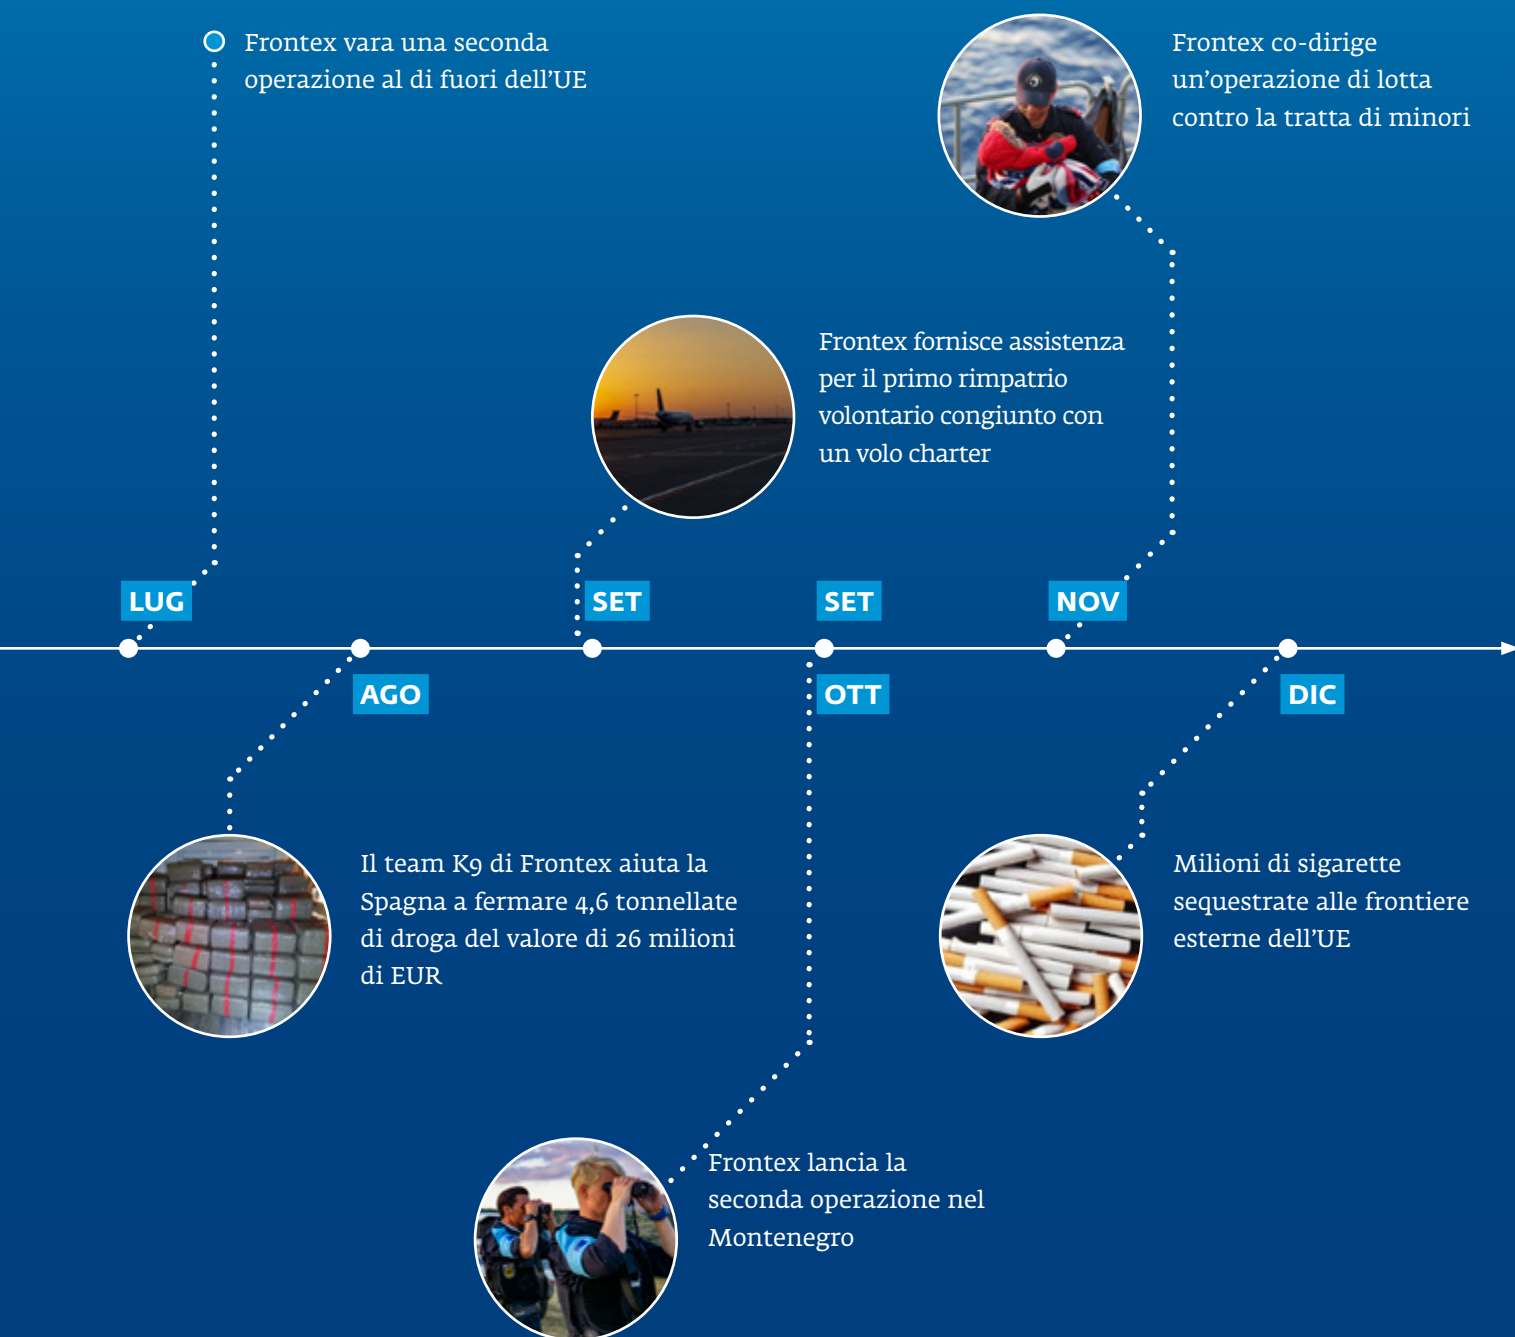 Frontex vara una seconda
operazione al di fuori dell'UE
Frontex co-dirige
un'operazione di lotta
contro la tratta di minori
Frontex fornisce assistenza
per il primo rimpatrio
volontario congiunto con
un volo charter
LUG
SET
SET
NOV
AGO
OTT
DIC
Il team K9 di Frontex aiuta la
Spagna a fermare 4,6 tonnellate
di droga del valore di 26 milioni
di EUR
Milioni di sigarette
sequestrate alle frontiere
esterne dell'UE
Frontex lancia la
seconda operazione nel
Montenegro